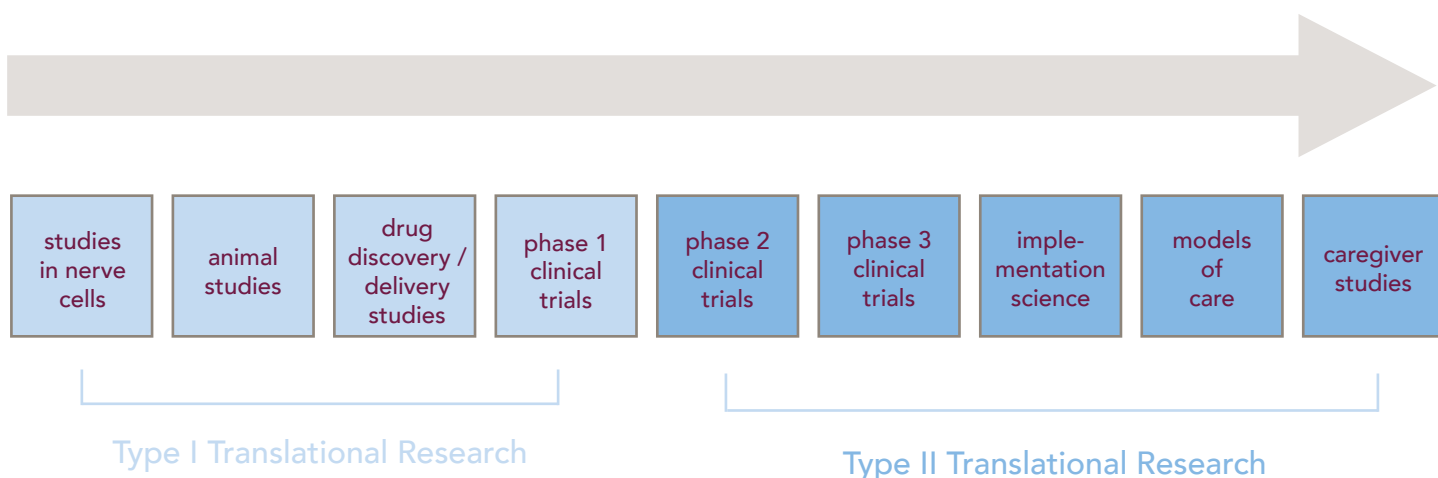 studies
in nerve
cells
animal
studies
drug
discovery /
delivery
studies
phase 1
clinical
trials
phase 2
clinical
trials
phase 3
clinical
trials
imple-
mentation
science
models
of
care
caregiver
studies
Type I Translational Research
Type II Translational Research